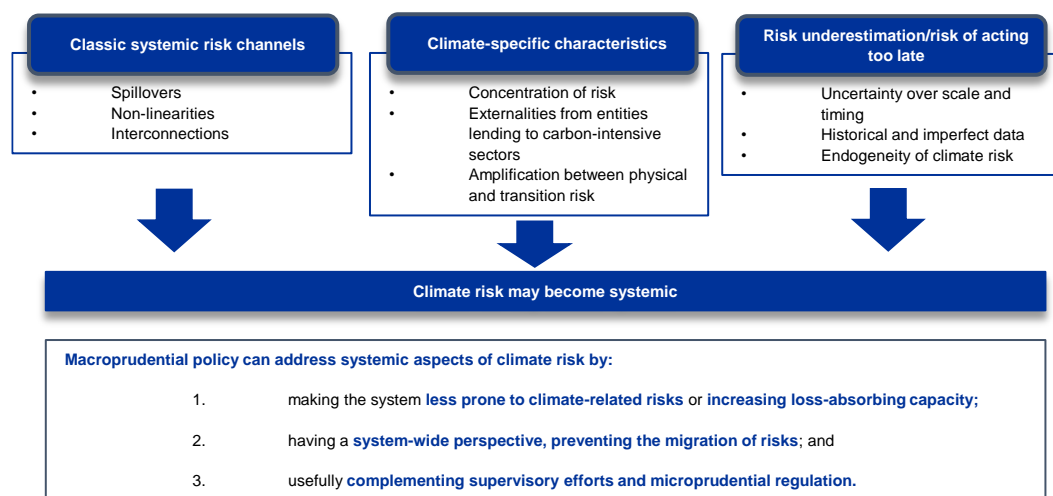 Classic systemic risk channels
• Spillovers
• Non-linearities
• Interconnections
Climate-specific characteristics
• Concentration of risk
• Externalities from entities
lending to carbon-intensive
sectors
• Amplification between physical
and transition risk
Risk underestimation/risk of acting
too late
• Uncertainty over scale and
timing
• Historical and imperfect data
• Endogeneity of climate risk
Climate risk may become systemic
Macroprudential policy can address systemic aspects of climate risk by:
1. making the system less prone to climate-related risks or increasing loss-absorbing capacity;
2. having a system-wide perspective, preventing the migration of risks; and
3. usefully complementing supervisory efforts and microprudential regulation.